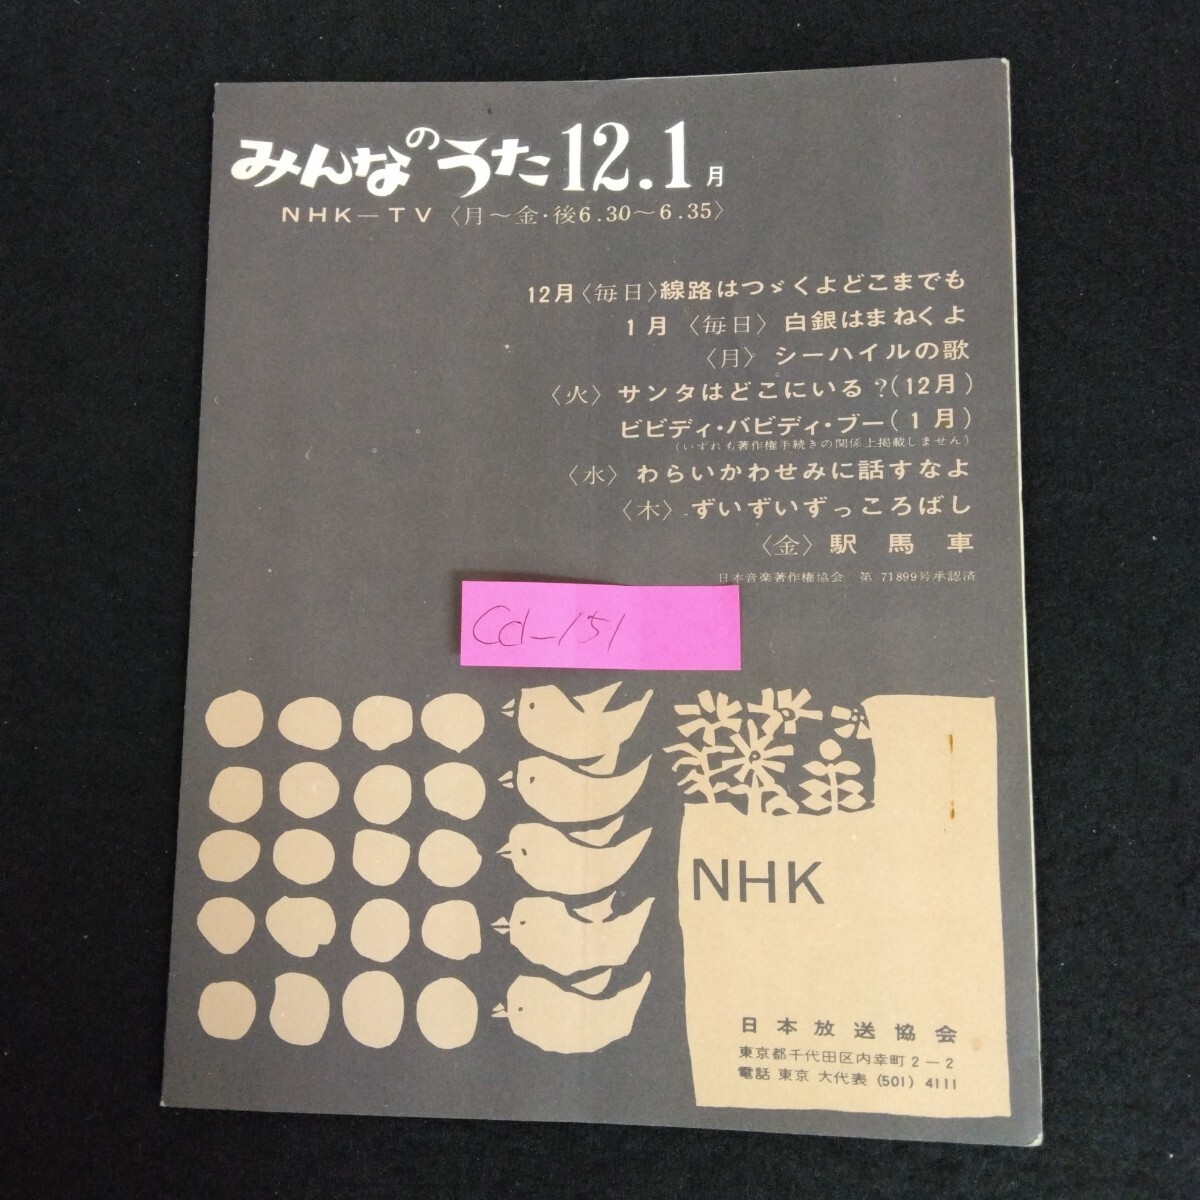 みんなのうた12.1月
NHK—TV〈月～金・後6.30～6.35〉
12月〈毎日〉線路はつゞくよどこまでも
1月〈毎日〉白銀はまねくよ
〈月〉シーハイルの歌
〈火〉サンタはどこにいる?(12月)
ビビディ・バビディ・ブー(1月)
(いずれも著作権手続きの関係上掲載しません)
〈水〉わらいかわせみに話すなよ
〈木〉ずいずいずっころばし
〈金〉駅馬車
日本音楽著作権協会 第71899号承認済
Cd-151
NHK
日本放送協会
東京都千代田区内幸町2-2
電話 東京 大代表 (501) 4111